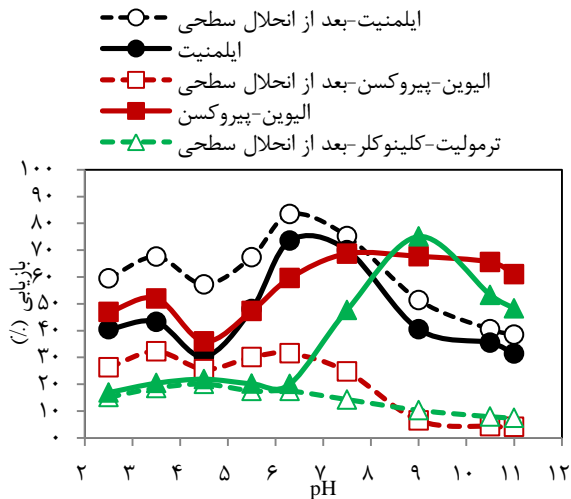 ایلمنیت-بعد از انحلال سطحی
ایلمنیت
الیوین-پیروکسن-بعد از انحلال سطحی
الیوین-پیروکسن
ترمولیت-کلینوکلر-بعد از انحلال سطحی
بازیابی (٪)
۱۰۰
۹۰
۸۰
۷۰
۶۰
۵۰
۴۰
۳۰
۲۰
۱۰
۰
۲ ۳ ۴ ۵ ۶ ۷ ۸ ۹ ۱۰ ۱۱
pH